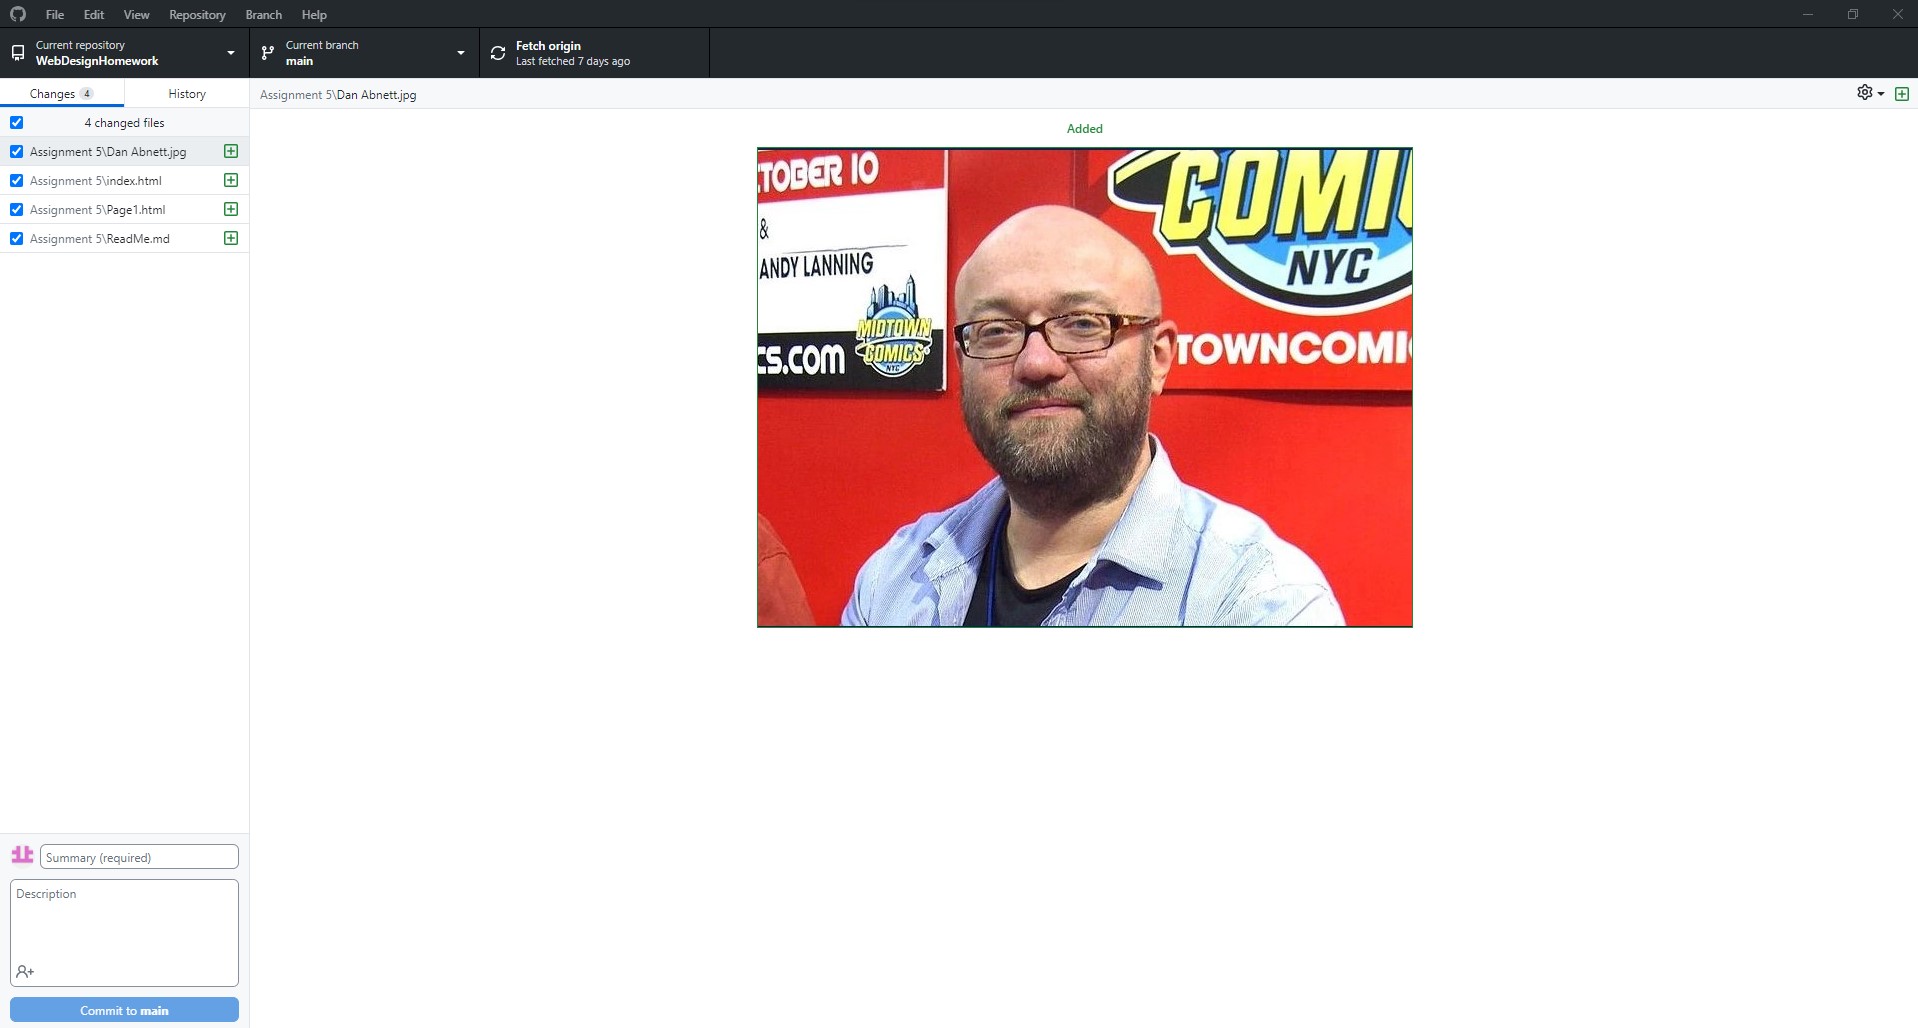 File Edit View Repository Branch Help
Current repository
WebDesignHomework
Current branch
main
Fetch origin
Last fetched 7 days ago
Changes 4
History
4 changed files
Assignment 5\Dan Abnett.jpg
Assignment 5\index.html
Assignment 5\Page1.html
Assignment 5\ReadMe.md
Summary (required)
Description
Commit to main
Assignment 5\Dan Abnett.jpg
Added
TOBER 10
&
ANDY LANNING
MIDTOWN
COMICS
NYC
cs.com
COMI
NYC
TOWNCOMI